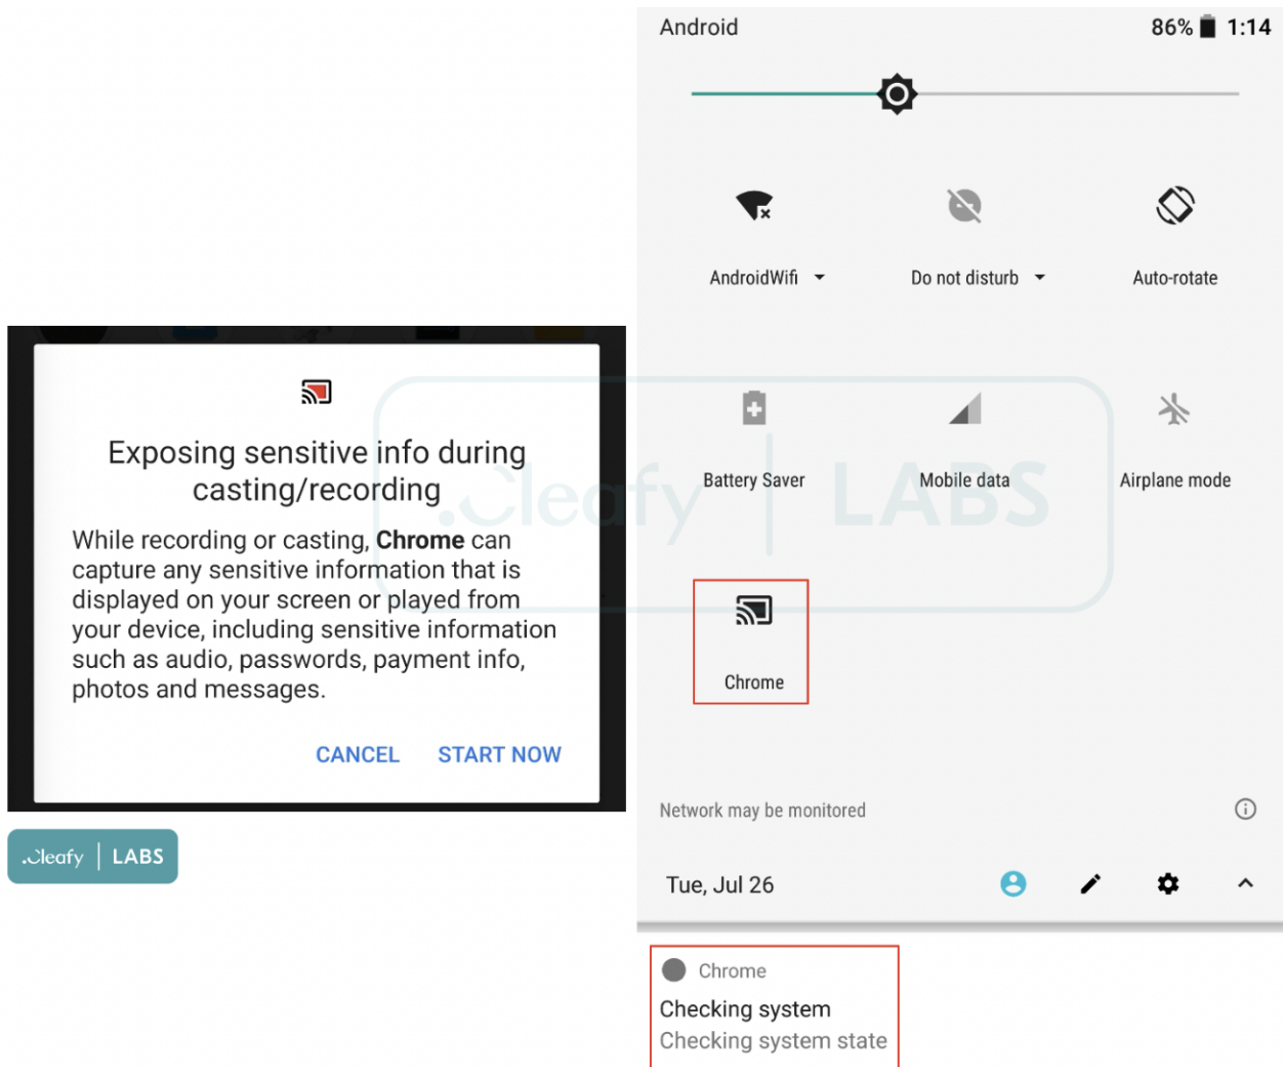 Exposing sensitive info during
casting/recording
While recording or casting, Chrome can
capture any sensitive information that is
displayed on your screen or played from
your device, including sensitive information
such as audio, passwords, payment info,
photos and messages.
CANCEL START NOW
.Cleafy | LABS
Android 86% 1:14
AndroidWifi Do not disturb Auto-rotate
Battery Saver Mobile data Airplane mode
.Cleafy | LABS
Chrome
Network may be monitored
Tue, Jul 26
Chrome
Checking system
Checking system state